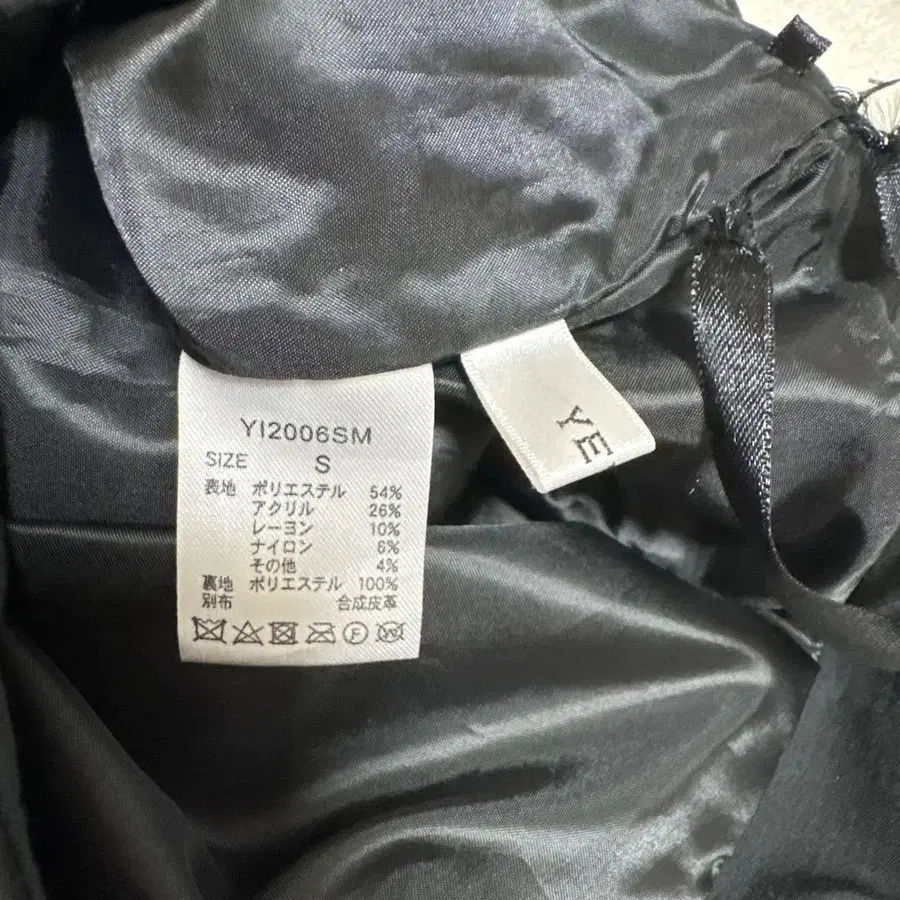 YI2006SM
SIZE S
表地 ポリエステル 54%
アクリル 26%
レーヨン 10%
ナイロン 6%
その他 4%
裏地 ポリエステル 100%
別布 合成皮革
F W
YE